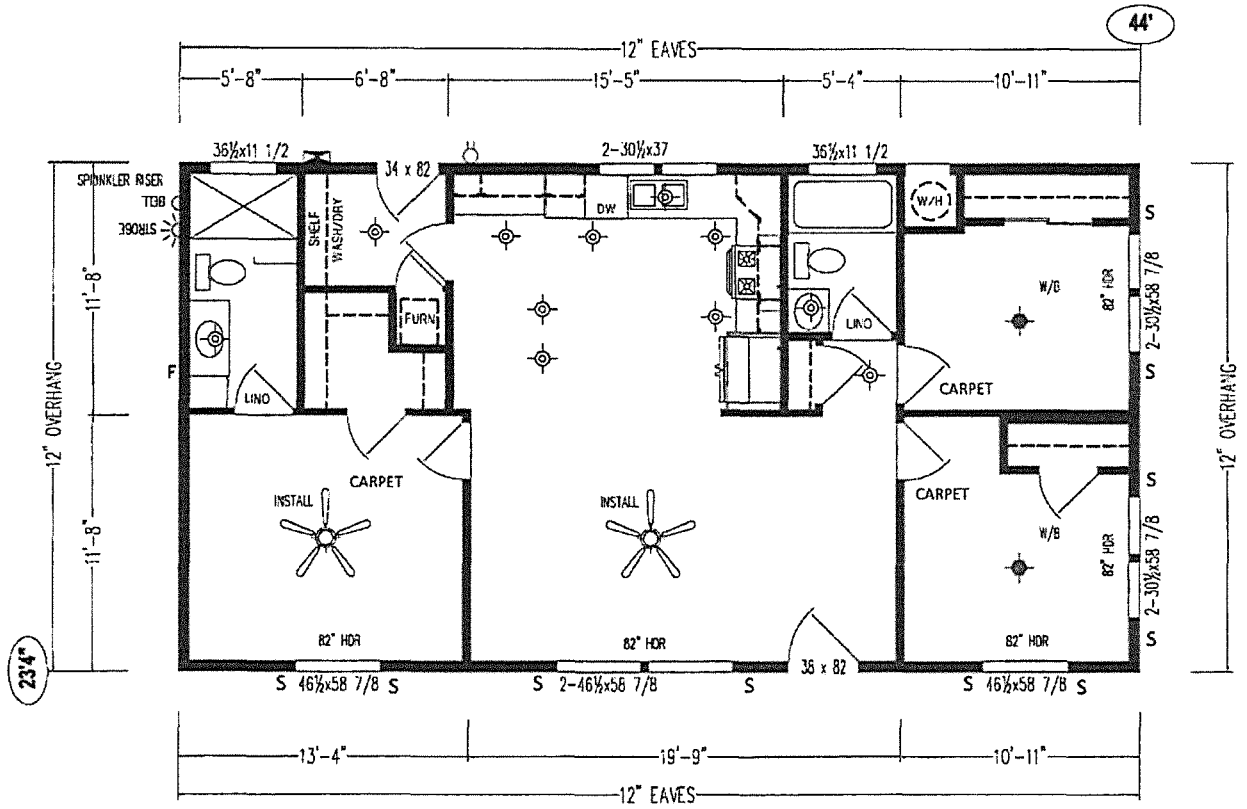 44'
12" EAVES
5'-8" 6'-8" 15'-5" 5'-4" 10'-11"
36½x11 1/2 2-30½x37 36½x11 1/2
34 x 82
SPRINKLER RISER
BELL
STROBE
SHELF
WASH/DRY
DW
W/H
S
11'-8"
W/D
82" HDR
2-30½x58 7/8
FURN
LINO
F
S
12" OVERHANG
CARPET
LINO
12" OVERHANG
CARPET
CARPET
S
INSTALL
INSTALL
11'-8"
W/B
82" HDR
2-30½x58 7/8
S
82" HDR
82" HDR
82" HDR
23'4"
S 46½x58 7/8 S
S 2-46½x58 7/8 S
38 x 82
S 46½x58 7/8 S
13'-4" 19'-9" 10'-11"
12" EAVES